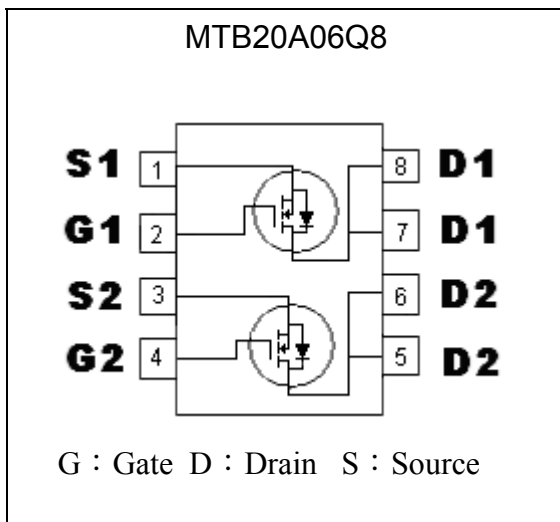 MTB20A06Q8
S1 1 8 D1
G1 2 7 D1
S2 3 6 D2
G2 4 5 D2
G：Gate D：Drain S：Source